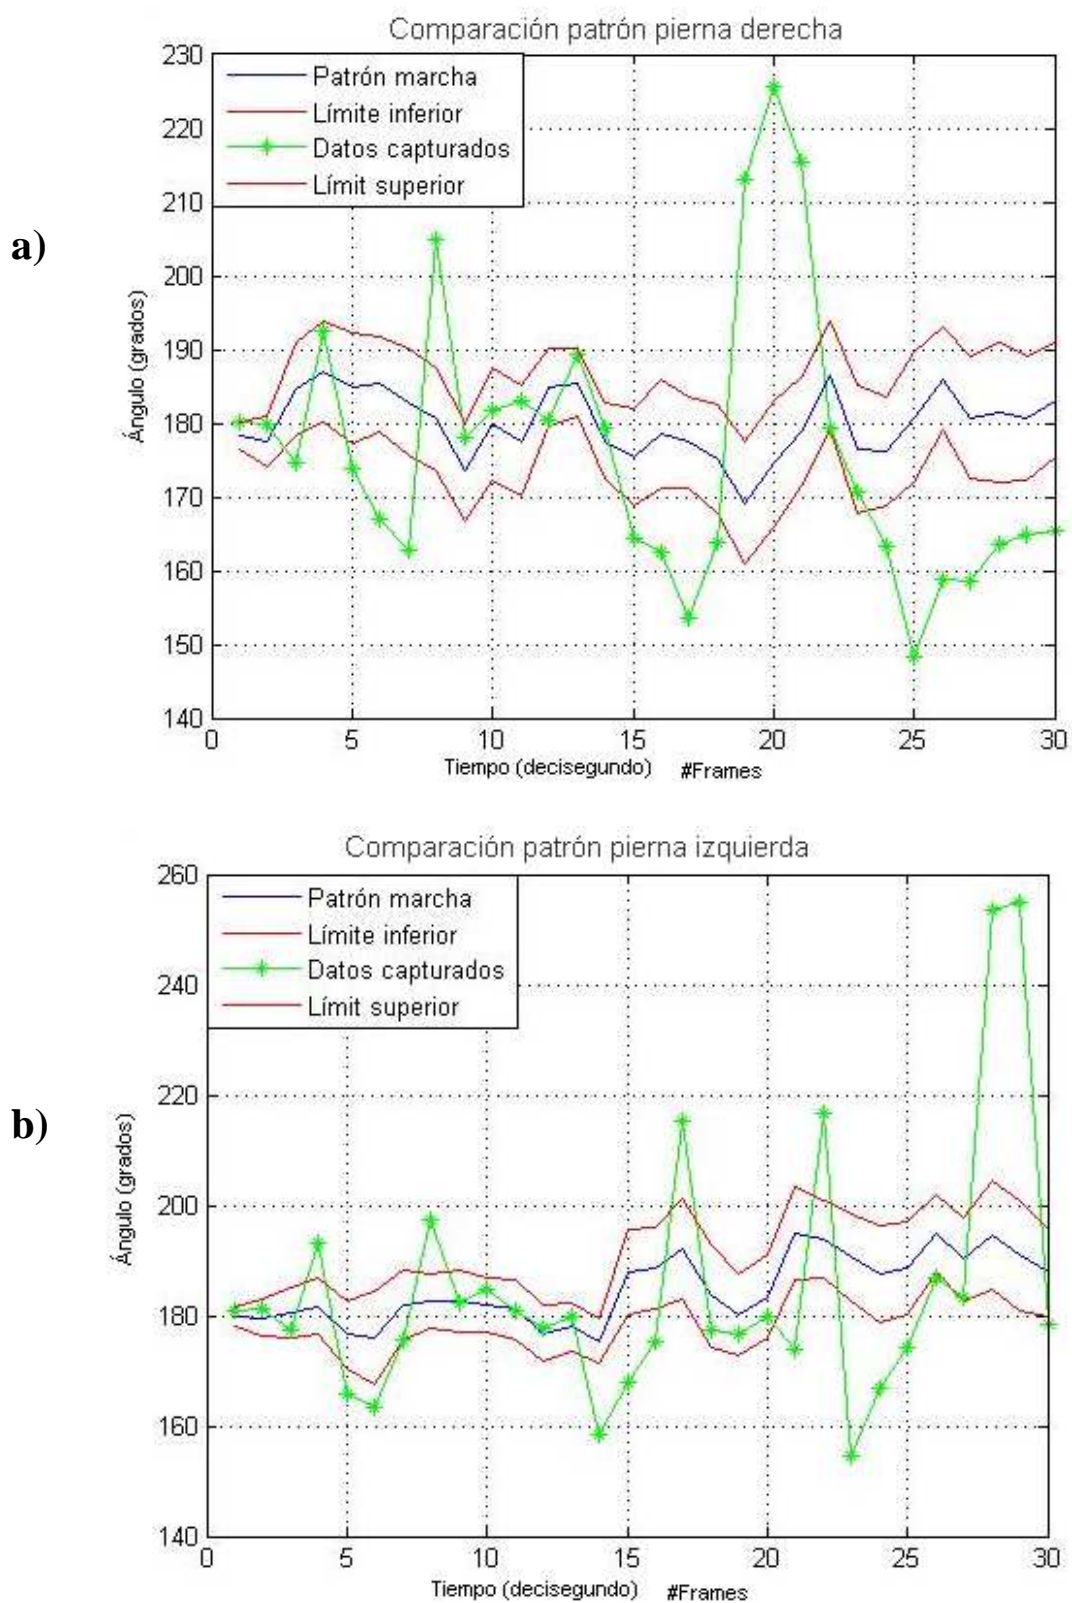 Comparación patrón pierna derecha
230
220
210
200
190
180
170
160
150
140
Patrón marcha
Límite inferior
Datos capturados
Límit superior
a)
Ángulo (grados)
0 5 10 15 20 25 30
Tiempo (decisegundo) #Frames
Comparación patrón pierna izquierda
260
240
220
200
180
160
140
Patrón marcha
Límite inferior
Datos capturados
Límit superior
b)
Ángulo (grados)
0 5 10 15 20 25 30
Tiempo (decisegundo) #Frames